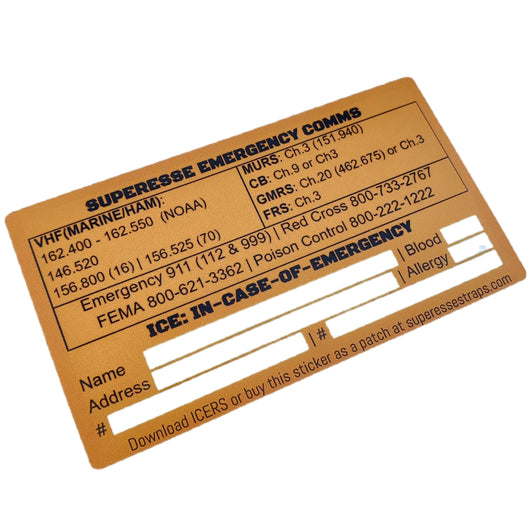 SUPERESSE EMERGENCY COMMS
VHF(MARINE/HAM):
162.400 - 162.550 (NOAA)
146.520
156.800 (16) | 156.525 (70)
MURS: Ch.3 (151.940)
CB: Ch.9 or Ch3
GMRS: Ch.20 (462.675) or Ch.3
FRS: Ch.3
Emergency 911 (112 & 999) | Red Cross 800-733-2767
FEMA 800-621-3362 | Poison Control 800-222-1222
ICE: IN-CASE-OF-EMERGENCY
Name | Blood
Address | # | Allergy
#
Download ICERS or buy this sticker as a patch at superessestraps.com